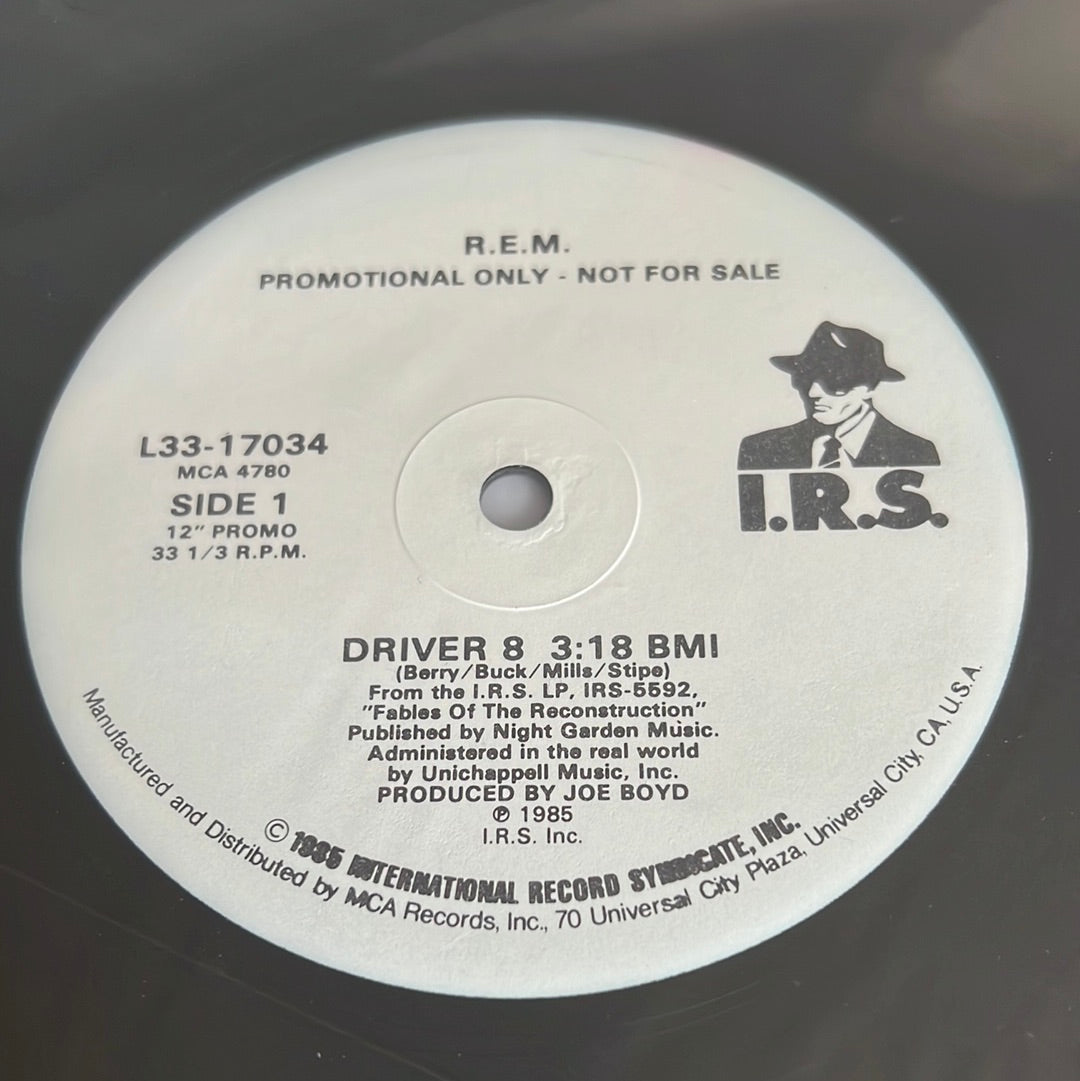 R.E.M.
PROMOTIONAL ONLY - NOT FOR SALE
L33-17034
MCA 4780
SIDE 1
12" PROMO
33 1/3 R.P.M.
I.R.S.
DRIVER 8 3:18 BMI
(Berry/Buck/Mills/Stipe)
From the I.R.S. LP, IRS-5592,
"Fables Of The Reconstruction"
Published by Night Garden Music.
Administered in the real world
by Unichappell Music, Inc.
PRODUCED BY JOE BOYD
℗ 1985
I.R.S. Inc.
© 1985 INTERNATIONAL RECORD SYNDICATE, INC.
Manufactured and Distributed by MCA Records, Inc., 70 Universal City Plaza, Universal City, CA, U.S.A.